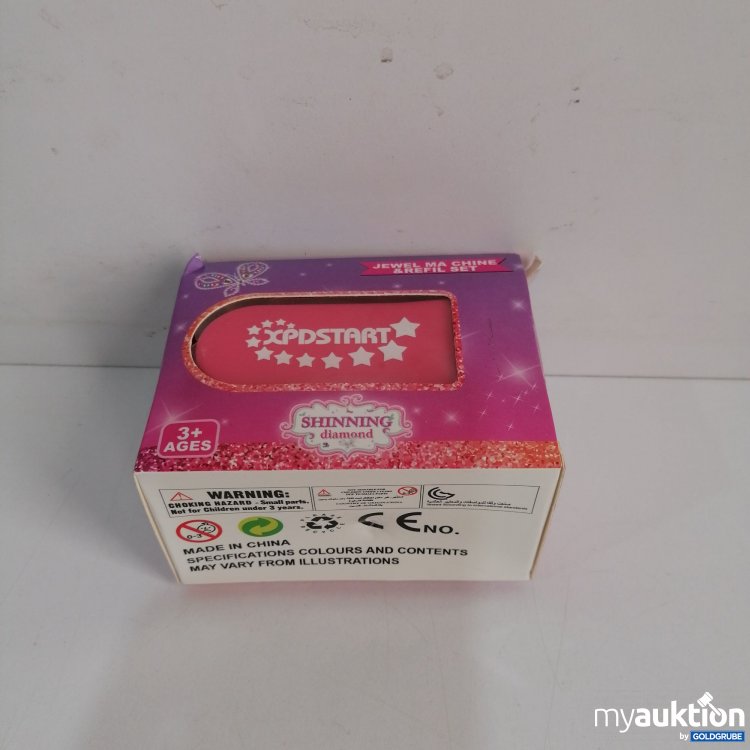 JEWEL MA CHINE
&REFIL SET
XPDSTART
SHINNING
diamond
3+
AGES
WARNING:
CHOKING HAZARD - Small parts.
Not for Children under 3 years.
0-3
CE NO.
MADE IN CHINA
SPECIFICATIONS COLOURS AND CONTENTS
MAY VARY FROM ILLUSTRATIONS
myauktion
by GOLDGRUBE